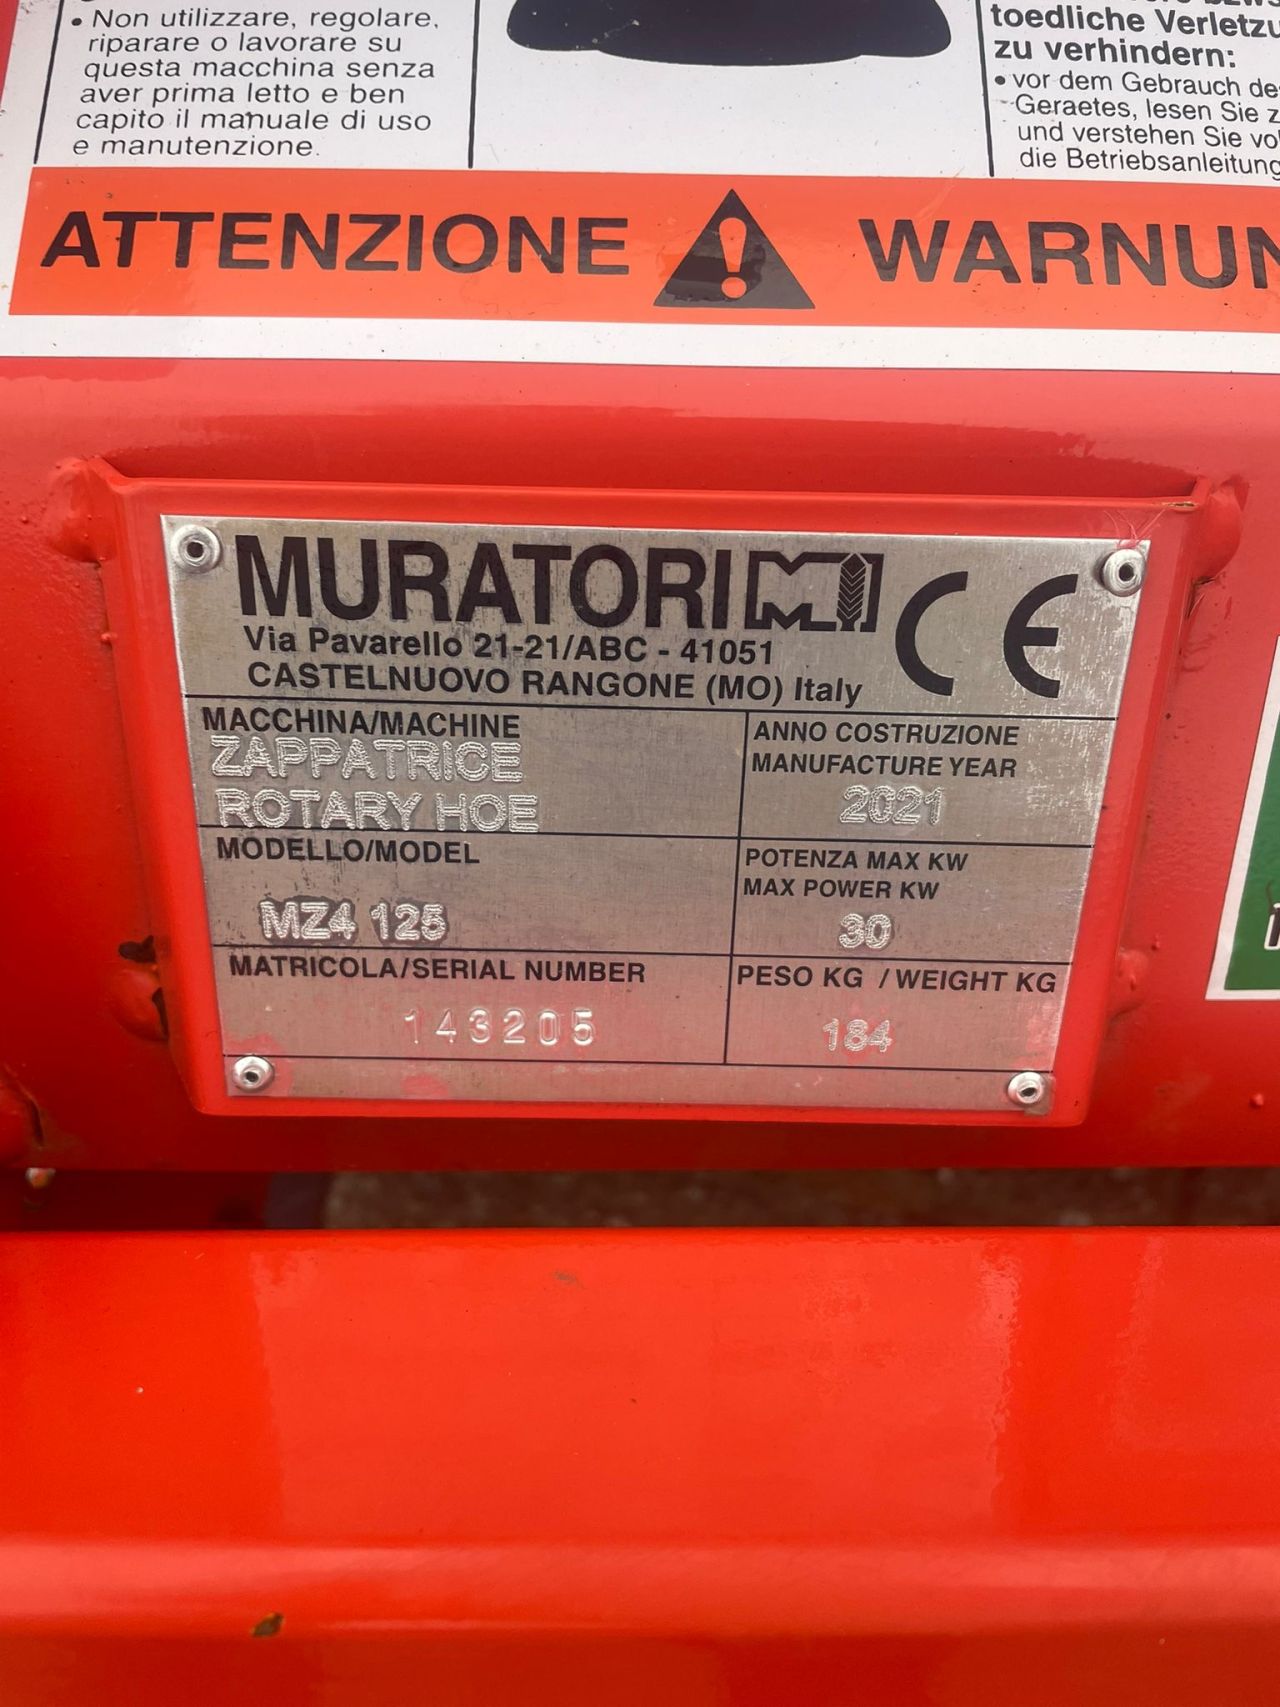 • Non utilizzare, regolare,
riparare o lavorare su
questa macchina senza
aver prima letto e ben
capito il manuale di uso
e manutenzione.
toedliche Verletzu
zu verhindern:
• vor dem Gebrauch de
Geraetes, lesen Sie z
und verstehen Sie vo
die Betriebsanleitung
ATTENZIONE ! WARNUN
MURATORI
CE
Via Pavarello 21-21/ABC - 41051
CASTELNUOVO RANGONE (MO) Italy
MACCHINA/MACHINE
ZAPPATRICE
ROTARY HOE
ANNO COSTRUZIONE
MANUFACTURE YEAR
2021
MODELLO/MODEL
MZ4 125
POTENZA MAX KW
MAX POWER KW
30
MATRICOLA/SERIAL NUMBER
143205
PESO KG / WEIGHT KG
184